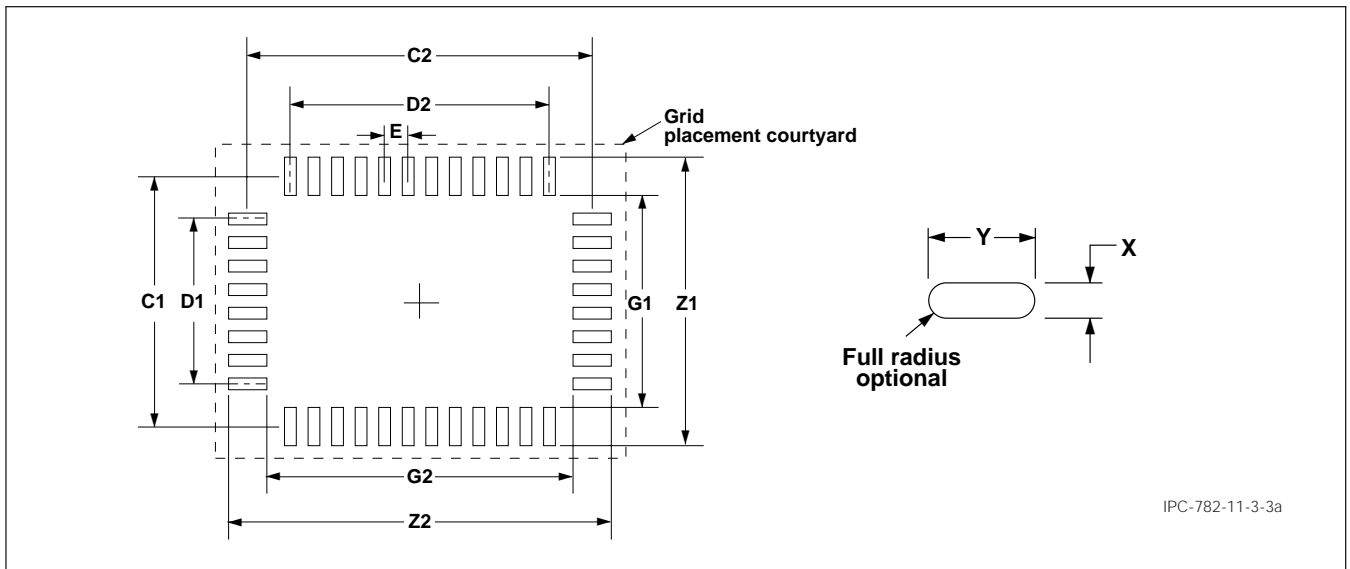 C2
D2
E
Grid
placement courtyard
C1
D1
G1
Z1
G2
Z2
Y
X
Full radius
optional
IPC-782-11-3-3a